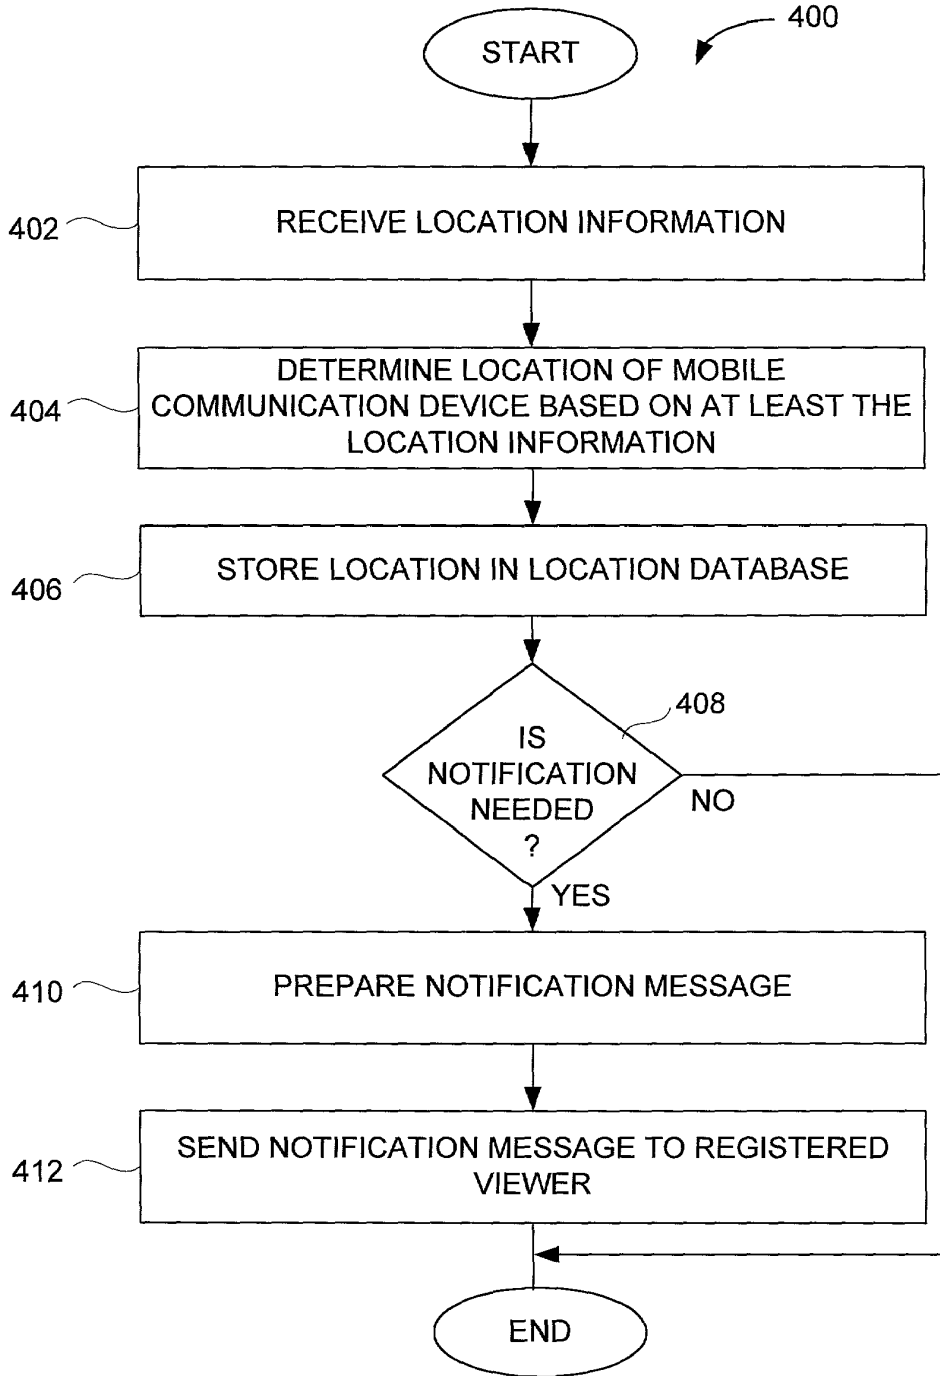 400
START
402
RECEIVE LOCATION INFORMATION
404
DETERMINE LOCATION OF MOBILE
COMMUNICATION DEVICE BASED ON AT LEAST THE
LOCATION INFORMATION
406
STORE LOCATION IN LOCATION DATABASE
408
IS
NOTIFICATION
NEEDED
?
NO
YES
410
PREPARE NOTIFICATION MESSAGE
412
SEND NOTIFICATION MESSAGE TO REGISTERED
VIEWER
END